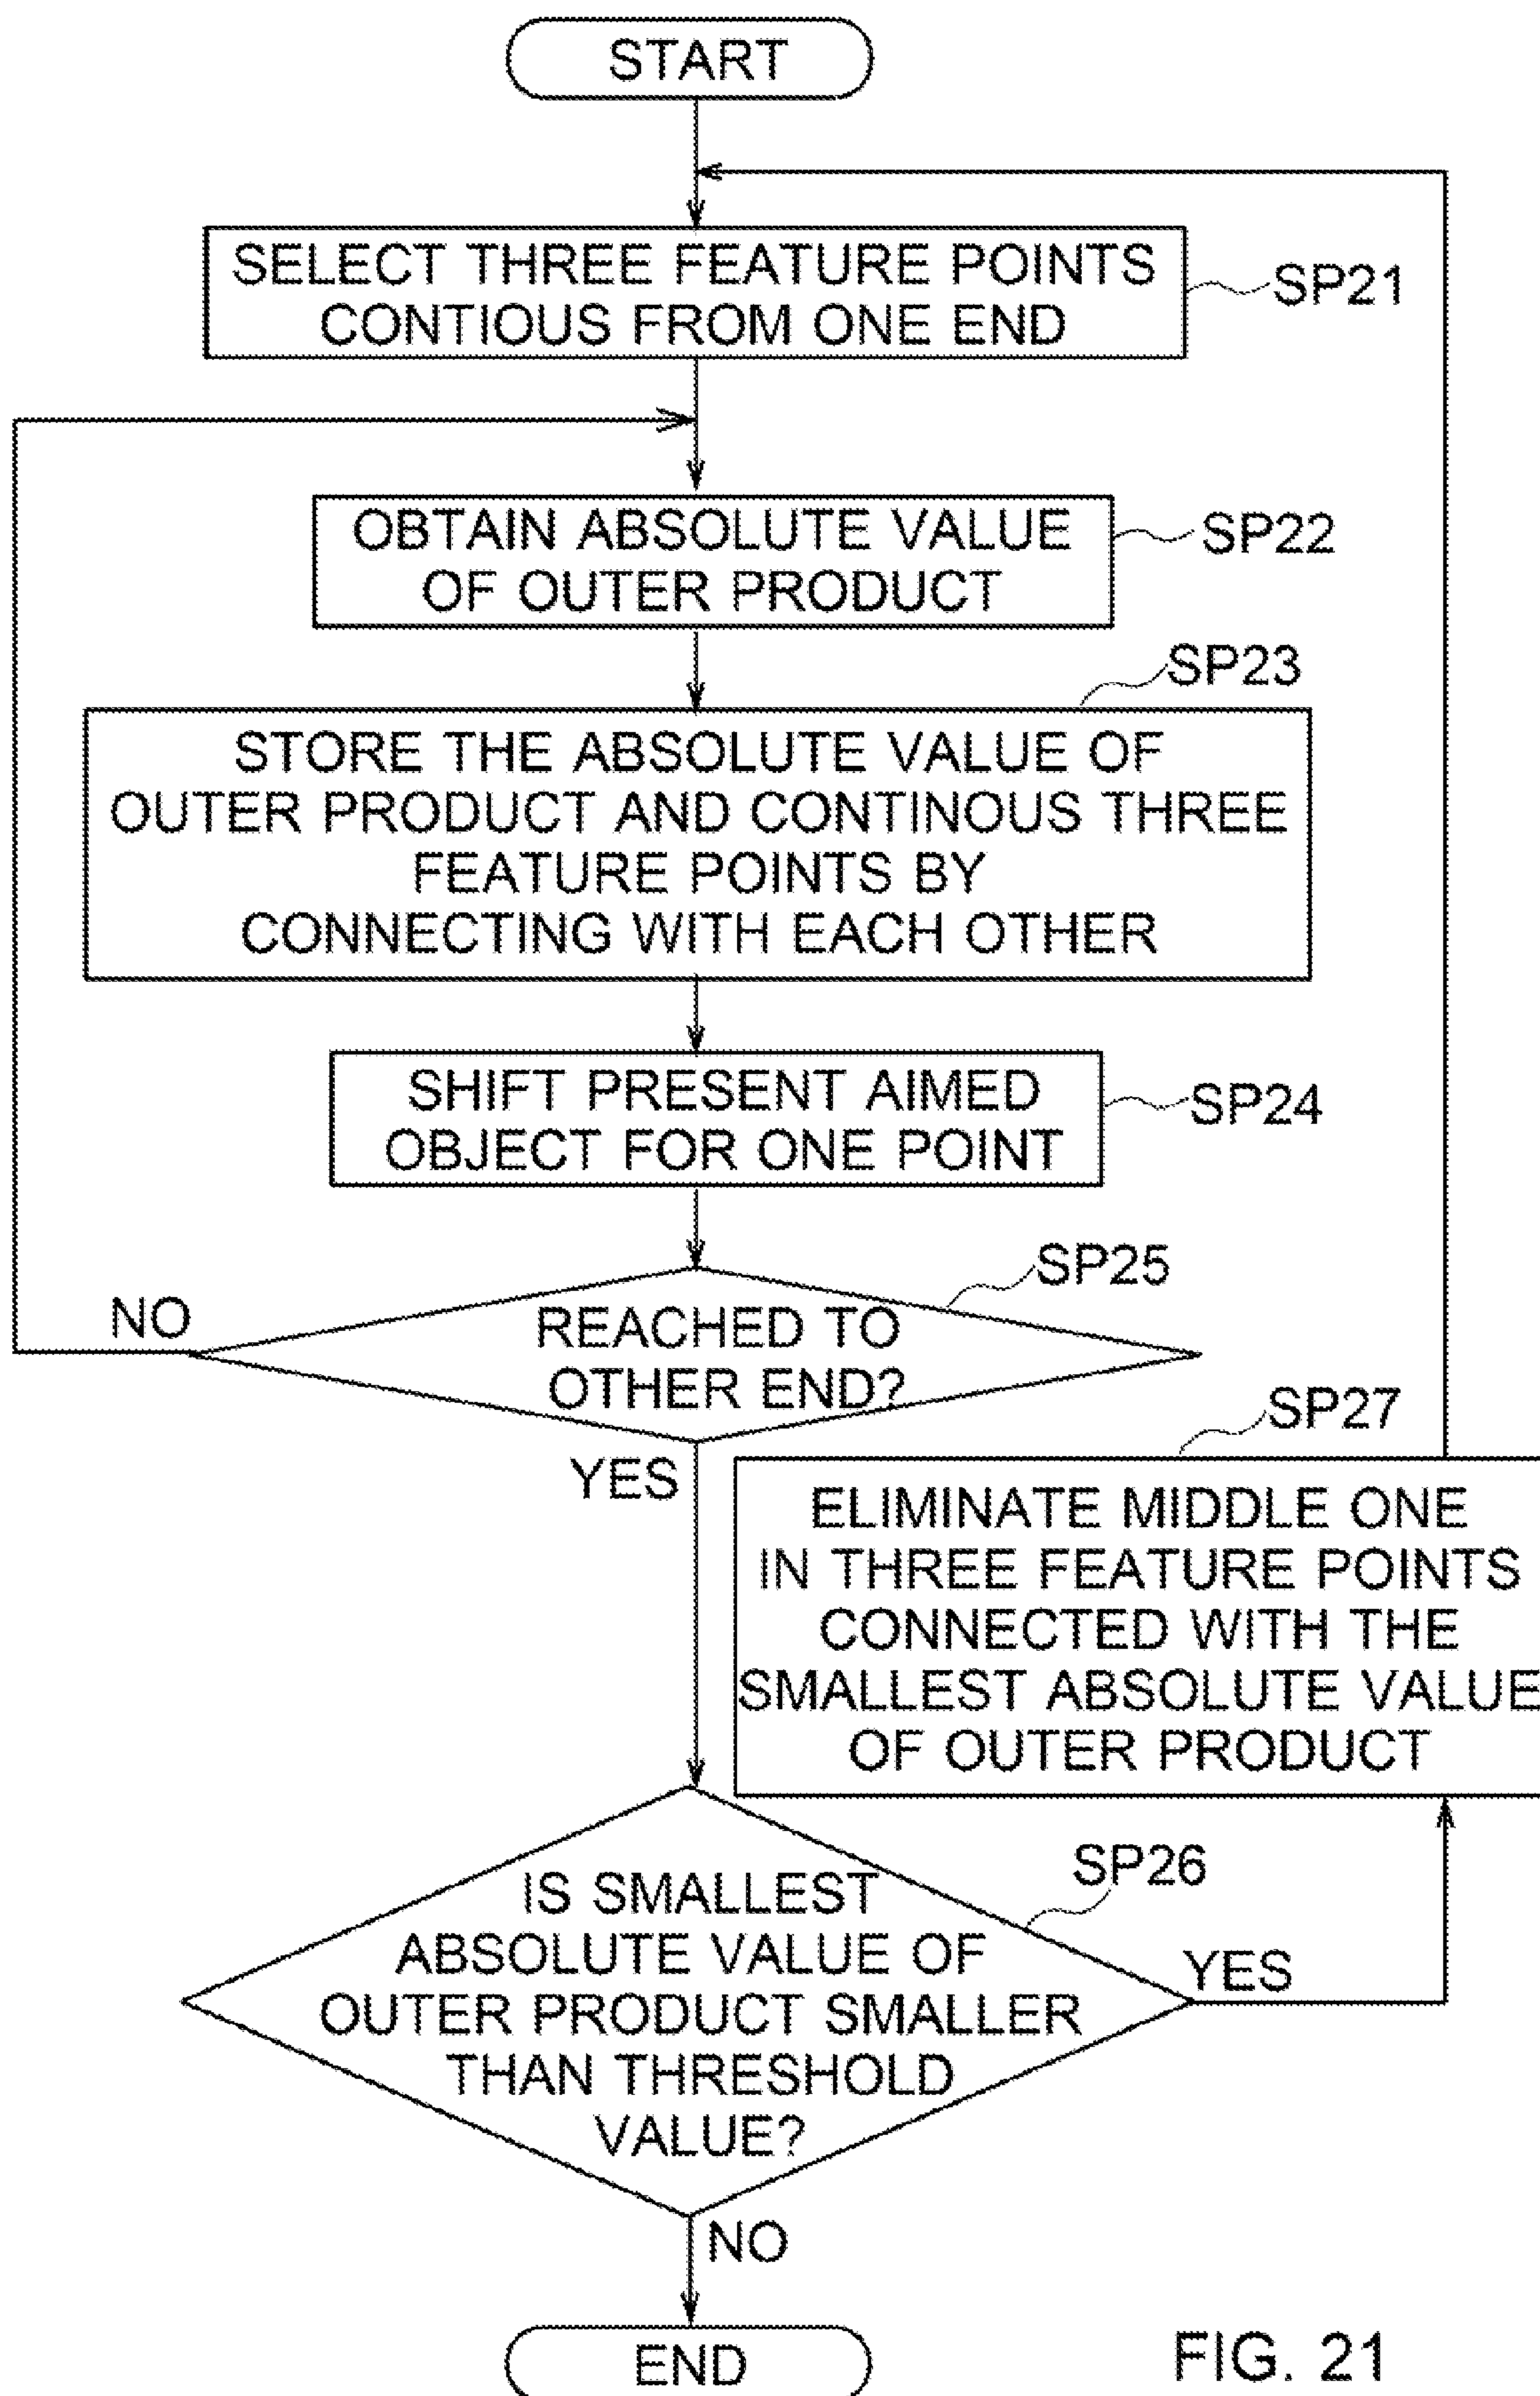 START
SELECT THREE FEATURE POINTS
CONTIOUS FROM ONE END
SP21
OBTAIN ABSOLUTE VALUE
OF OUTER PRODUCT
SP22
SP23
STORE THE ABSOLUTE VALUE OF
OUTER PRODUCT AND CONTINOUS THREE
FEATURE POINTS BY
CONNECTING WITH EACH OTHER
SHIFT PRESENT AIMED
OBJECT FOR ONE POINT
SP24
SP25
NO
REACHED TO
OTHER END?
YES
SP27
ELIMINATE MIDDLE ONE
IN THREE FEATURE POINTS
CONNECTED WITH THE
SMALLEST ABSOLUTE VALUE
OF OUTER PRODUCT
SP26
IS SMALLEST
ABSOLUTE VALUE OF
OUTER PRODUCT SMALLER
THAN THRESHOLD
VALUE?
YES
NO
END
FIG. 21